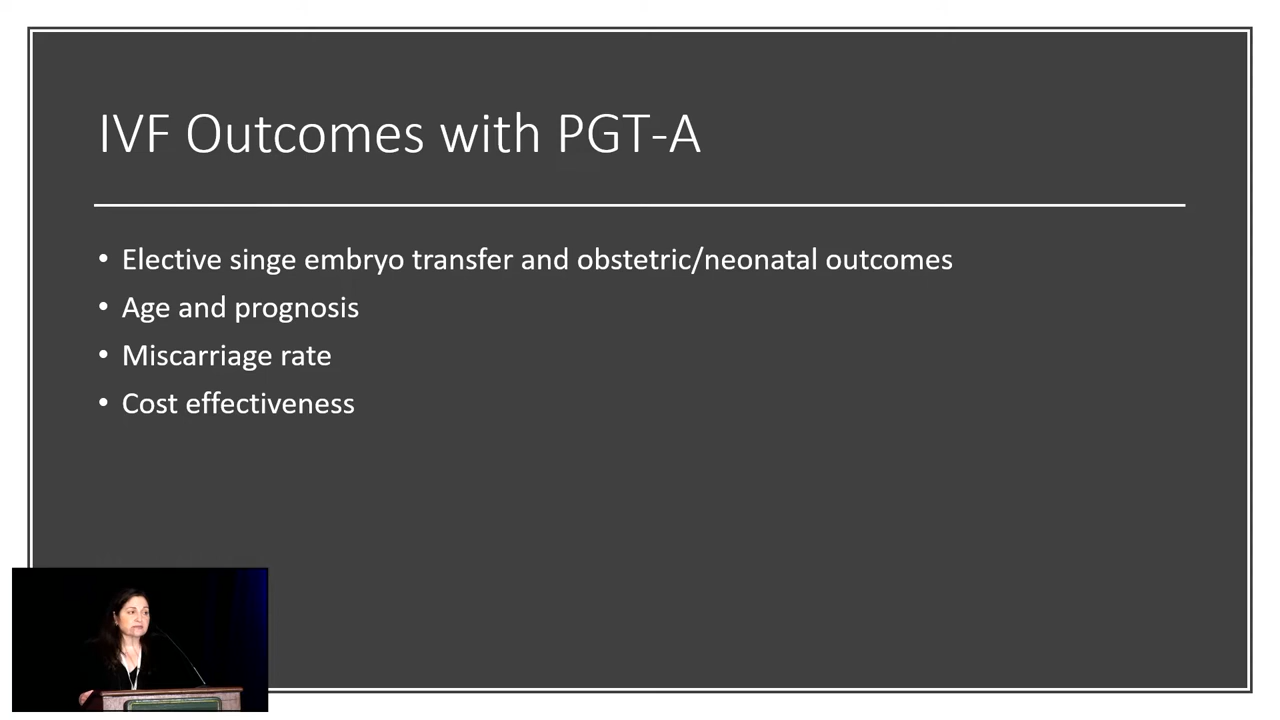 IVF Outcomes with PGT-A
• Elective singe embryo transfer and obstetric/neonatal outcomes
• Age and prognosis
• Miscarriage rate
• Cost effectiveness